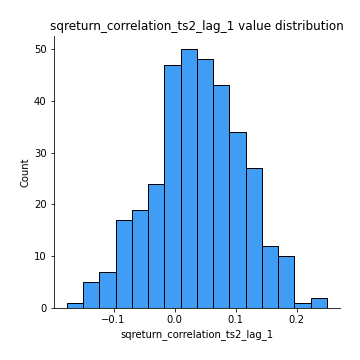 sqreturn_correlation_ts2_lag_1 value distribution
50
40
30
20
10
0
Count
−0.1 0.0 0.1 0.2
sqreturn_correlation_ts2_lag_1